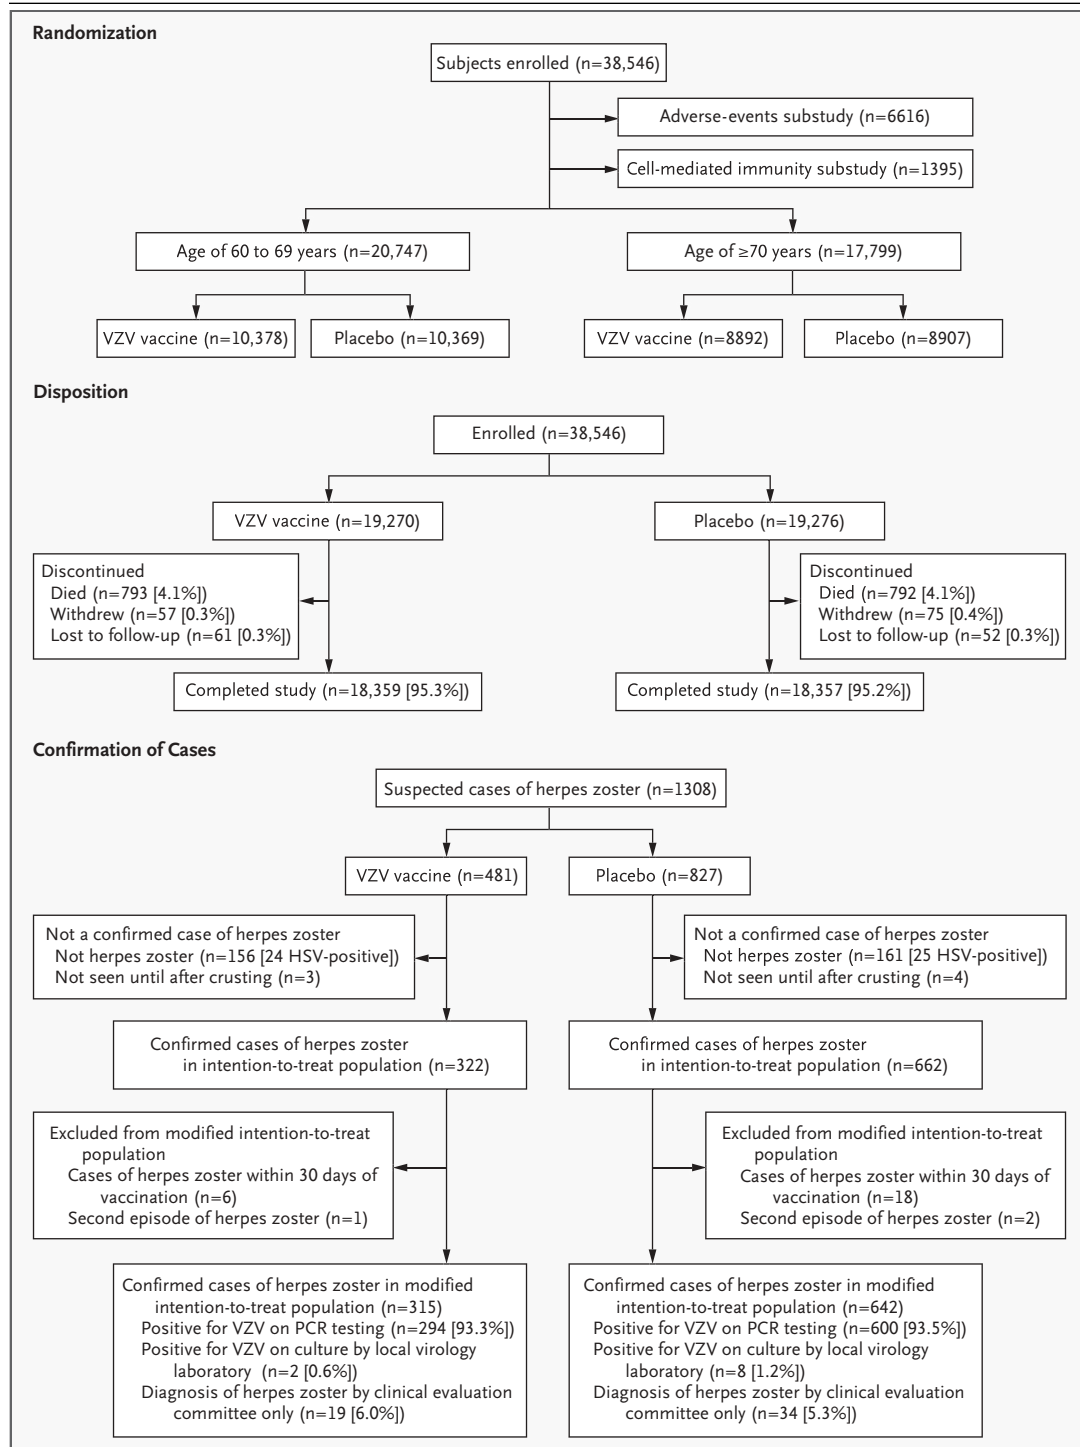 Randomization
Subjects enrolled (n=38,546)
Adverse-events substudy (n=6616)
Cell-mediated immunity substudy (n=1395)
Age of 60 to 69 years (n=20,747)
Age of ≥70 years (n=17,799)
VZV vaccine (n=10,378)
Placebo (n=10,369)
VZV vaccine (n=8892)
Placebo (n=8907)
Disposition
Enrolled (n=38,546)
VZV vaccine (n=19,270)
Placebo (n=19,276)
Discontinued
Died (n=793 [4.1%])
Withdrew (n=57 [0.3%])
Lost to follow-up (n=61 [0.3%])
Discontinued
Died (n=792 [4.1%])
Withdrew (n=75 [0.4%])
Lost to follow-up (n=52 [0.3%])
Completed study (n=18,359 [95.3%])
Completed study (n=18,357 [95.2%])
Confirmation of Cases
Suspected cases of herpes zoster (n=1308)
VZV vaccine (n=481)
Placebo (n=827)
Not a confirmed case of herpes zoster
Not herpes zoster (n=156 [24 HSV-positive])
Not seen until after crusting (n=3)
Not a confirmed case of herpes zoster
Not herpes zoster (n=161 [25 HSV-positive])
Not seen until after crusting (n=4)
Confirmed cases of herpes zoster
in intention-to-treat population (n=322)
Confirmed cases of herpes zoster
in intention-to-treat population (n=662)
Excluded from modified intention-to-treat
population
Cases of herpes zoster within 30 days of
vaccination (n=6)
Second episode of herpes zoster (n=1)
Excluded from modified intention-to-treat
population
Cases of herpes zoster within 30 days of
vaccination (n=18)
Second episode of herpes zoster (n=2)
Confirmed cases of herpes zoster in modified
intention-to-treat population (n=315)
Positive for VZV on PCR testing (n=294 [93.3%])
Positive for VZV on culture by local virology
laboratory (n=2 [0.6%])
Diagnosis of herpes zoster by clinical evaluation
committee only (n=19 [6.0%])
Confirmed cases of herpes zoster in modified
intention-to-treat population (n=642)
Positive for VZV on PCR testing (n=600 [93.5%])
Positive for VZV on culture by local virology
laboratory (n=8 [1.2%])
Diagnosis of herpes zoster by clinical evaluation
committee only (n=34 [5.3%])